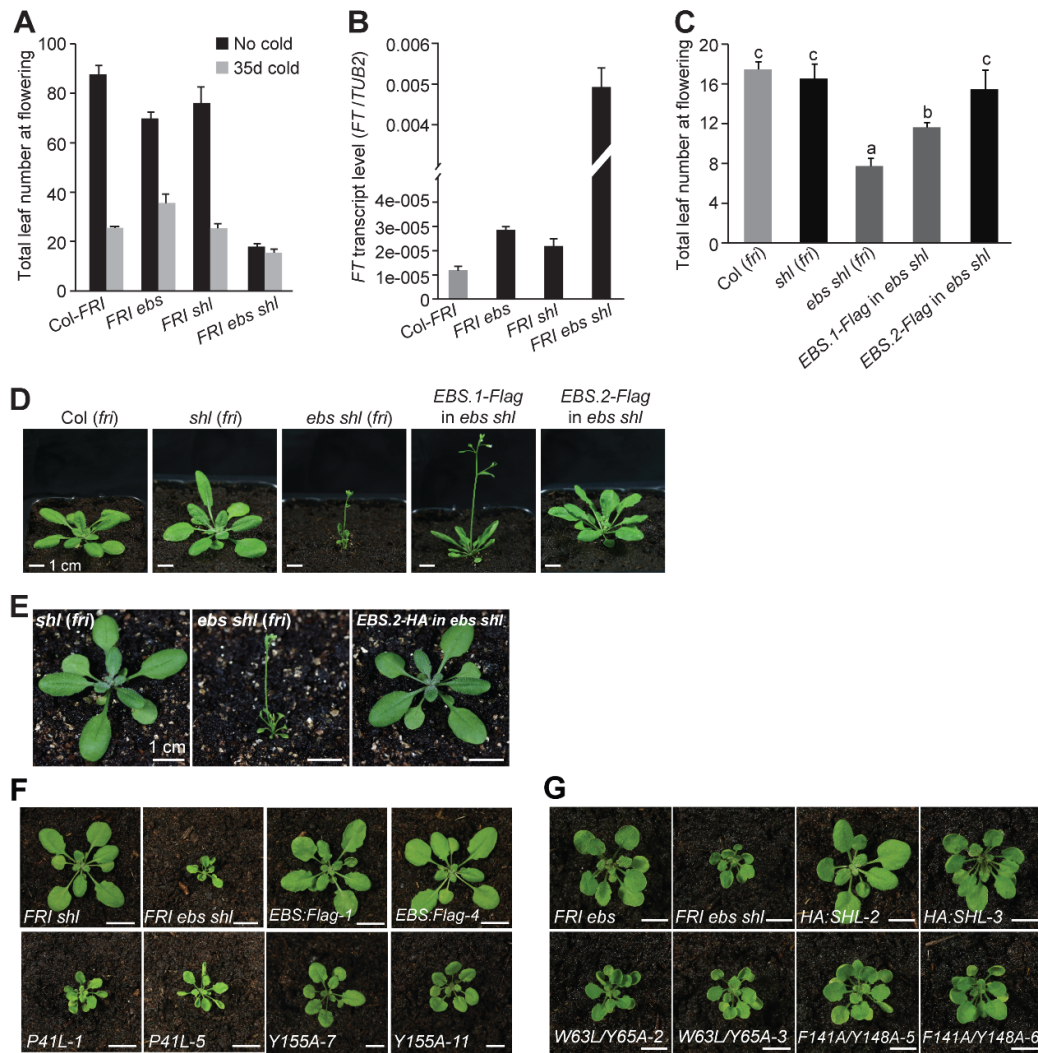 A
Total leaf number at flowering
100
80
60
40
20
0
No cold
35d cold
Col-FRI
FRI ebs
FRI shl
FRI ebs shl
B
FT transcript level (FT /TUB2)
0.006
0.005
0.004
4e-005
3e-005
2e-005
1e-005
0
Col-FRI
FRI ebs
FRI shl
FRI ebs shl
C
Total leaf number at flowering
20
16
12
8
4
0
c
c
a
b
c
Col (fri)
shl (fri)
ebs shl (fri)
EBS.1-Flag in ebs shl
EBS.2-Flag in ebs shl
D
Col (fri)
shl (fri)
ebs shl (fri)
EBS.1-Flag
in ebs shl
EBS.2-Flag
in ebs shl
1 cm
E
shl (fri)
ebs shl (fri)
EBS.2-HA in ebs shl
1 cm
F
FRI shl
FRI ebs shl
EBS:Flag-1
EBS:Flag-4
P41L-1
P41L-5
Y155A-7
Y155A-11
G
FRI ebs
FRI ebs shl
HA:SHL-2
HA:SHL-3
W63L/Y65A-2
W63L/Y65A-3
F141A/Y148A-5
F141A/Y148A-6